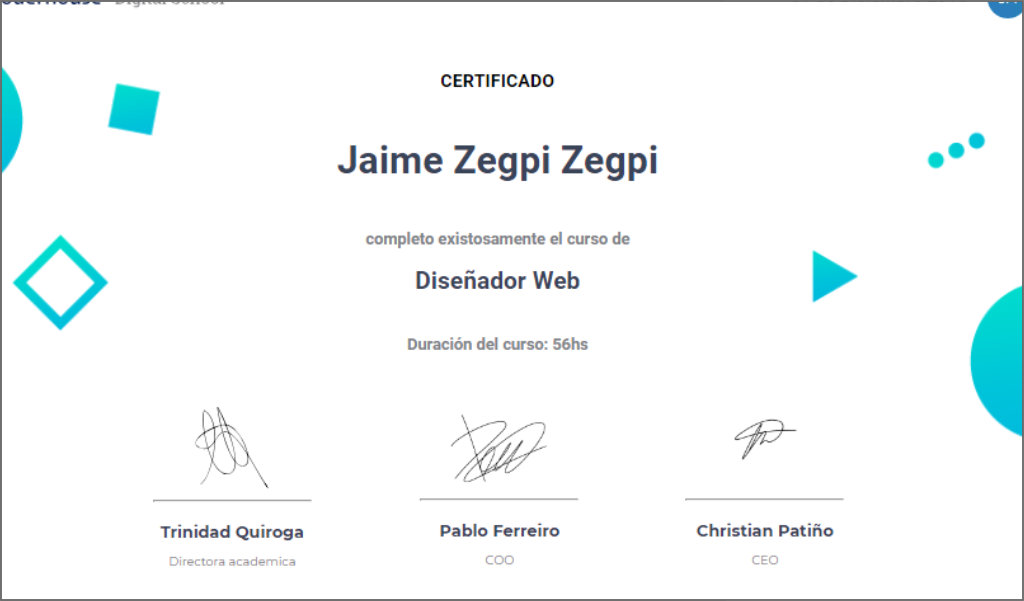 Digital School
CERTIFICADO
Jaime Zegpi Zegpi
completo existosamente el curso de
Diseñador Web
Duración del curso: 56hs
Trinidad Quiroga
Directora academica
Pablo Ferreiro
COO
Christian Patiño
CEO